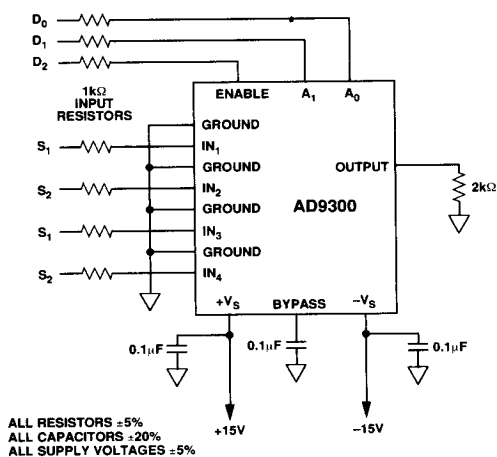 D0
D1
D2
1kΩ
INPUT
RESISTORS
ENABLE A1 A0
GROUND
S1 IN1
GROUND
OUTPUT
S2 IN2
2kΩ
GROUND
AD9300
S1 IN3
GROUND
S2 IN4
+VS BYPASS –VS
0.1µF 0.1µF 0.1µF
+15V –15V
ALL RESISTORS ±5%
ALL CAPACITORS ±20%
ALL SUPPLY VOLTAGES ±5%